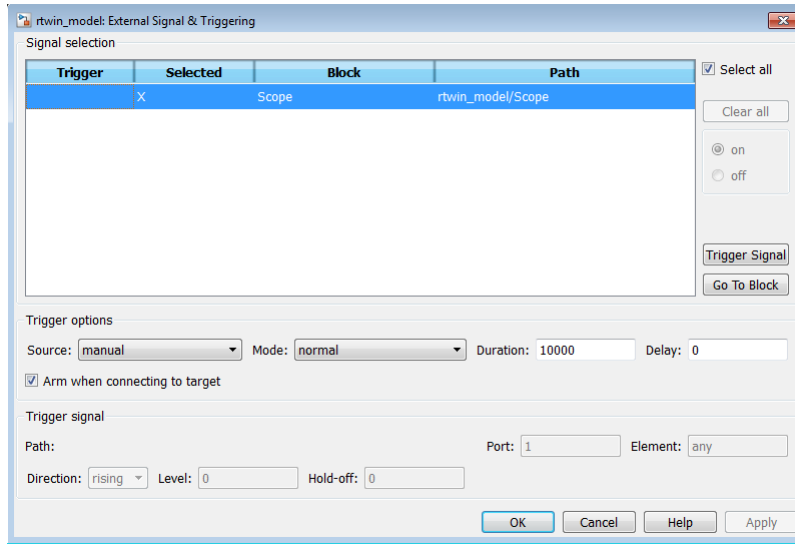 rtwin_model: External Signal & Triggering
Signal selection
Trigger Selected Block Path
X Scope rtwin_model/Scope
Select all
Clear all
on
off
Trigger Signal
Go To Block
Trigger options
Source: manual Mode: normal Duration: 10000 Delay: 0
Arm when connecting to target
Trigger signal
Path: Port: 1 Element: any
Direction: rising Level: 0 Hold-off: 0
OK Cancel Help Apply